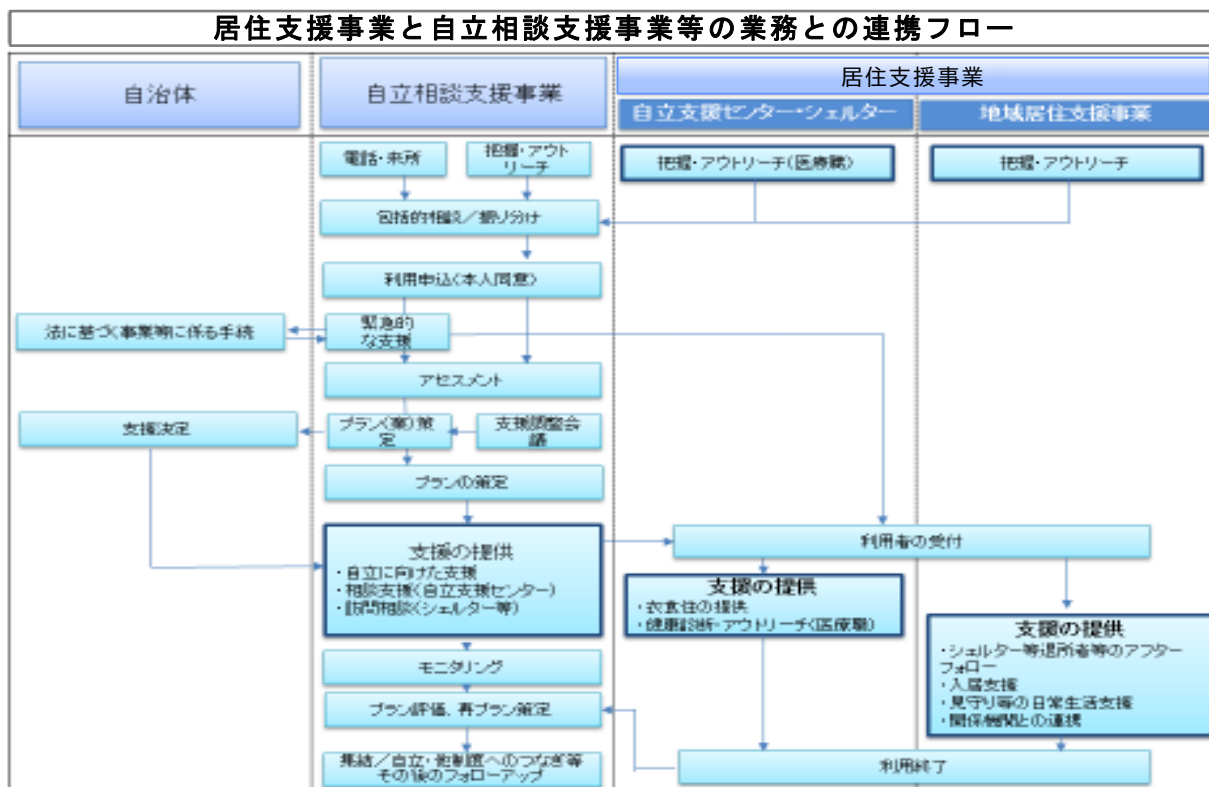 居住支援事業と自立相談支援事業等の業務との連携フロー
自治体
自立相談支援事業
居住支援事業
自立支援センター・シェルター
地域居住支援事業
電話・来所
把握・アウト
リーチ
把握・アウトリーチ(医療職)
把握・アウトリーチ
包括的相談／振り分け
利用申込(本人同意)
法に基づく事業等に係る手続
緊急的
な支援
アセスメント
支援決定
プラン(案)策
定
支援調整会
議
プランの策定
支援の提供
・自立に向けた支援
・相談支援(自立支援センター)
・訪問相談(シェルター等)
利用者の受付
支援の提供
・衣食住の提供
・健康診断・アウトリーチ(医療職)
支援の提供
・シェルター等退所者等のアフター
フォロー
・入居支援
・見守り等の日常生活支援
・関係機関との連携
モニタリング
プラン評価、再プラン策定
集結／自立・他制度へのつなぎ等
その後のフォローアップ
利用終了